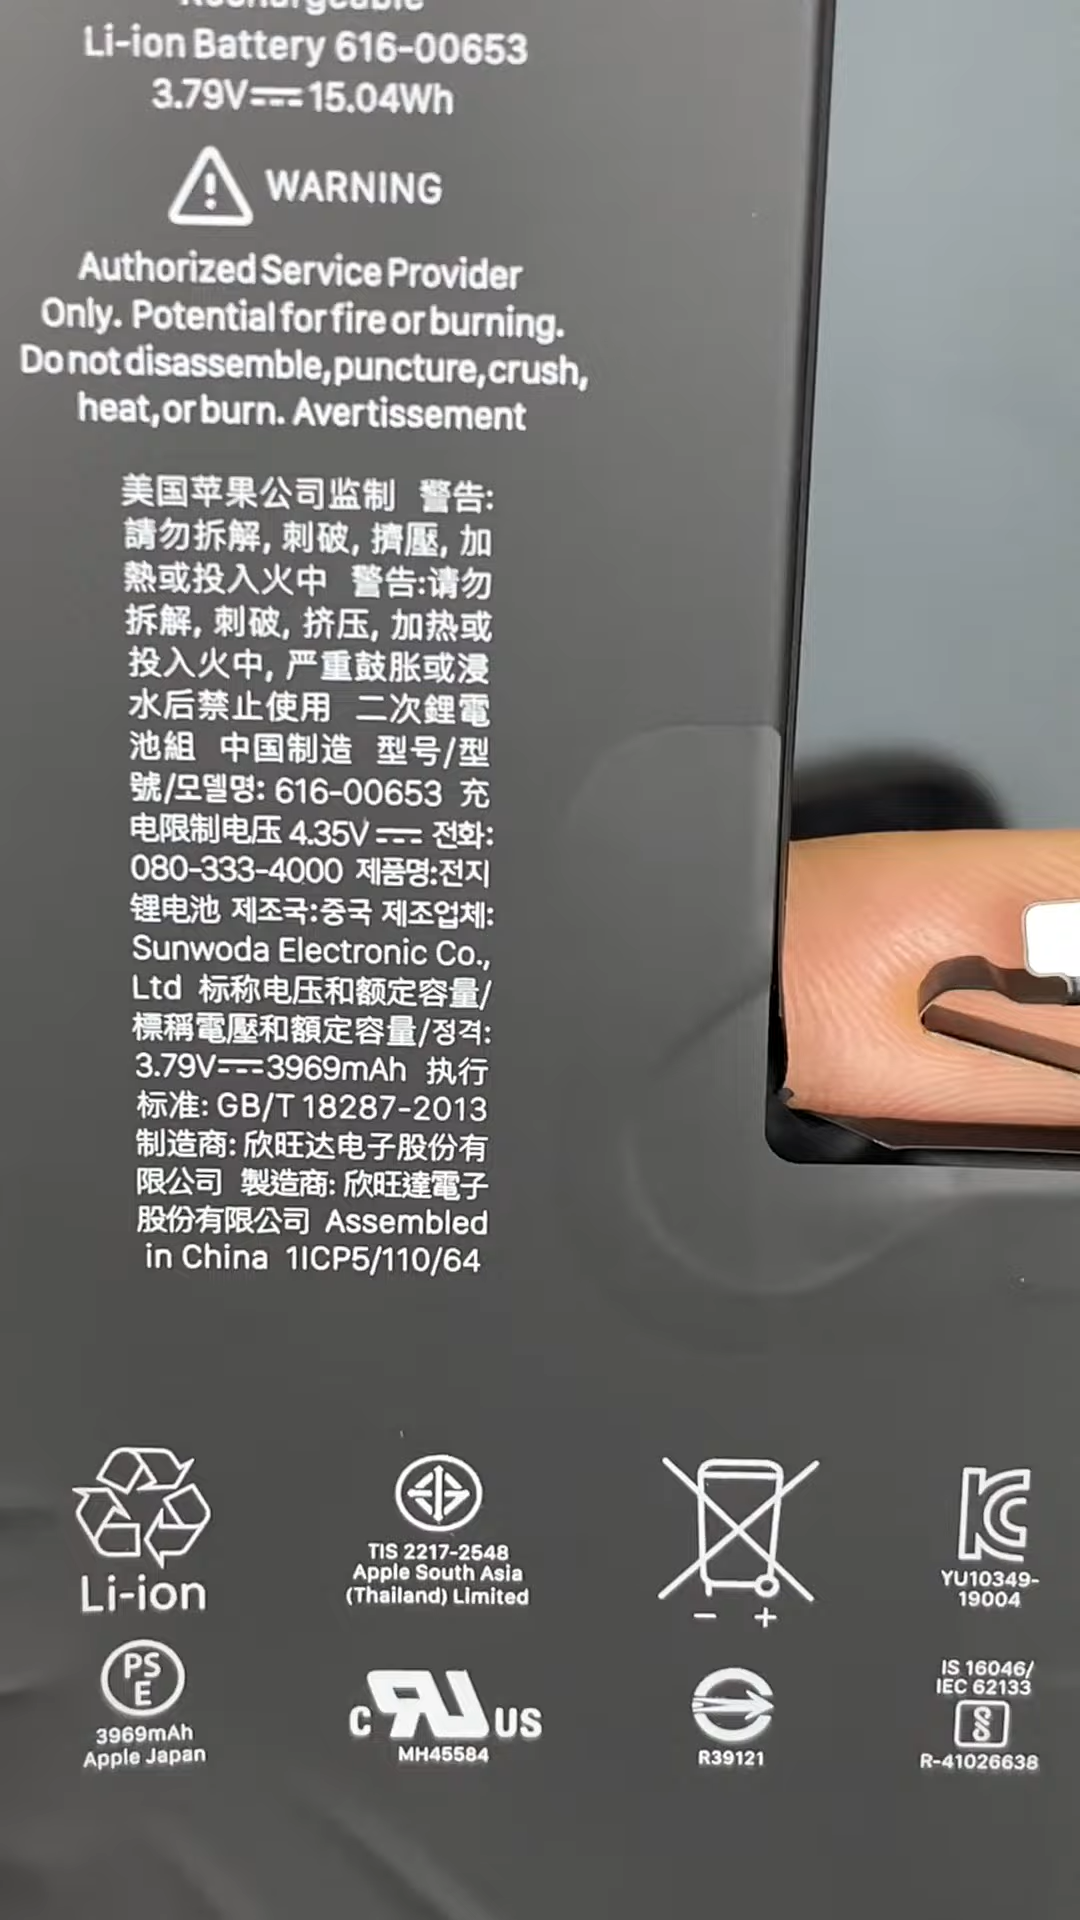 Rechargeable
Li-ion Battery 616-00653
3.79V⎓15.04Wh
WARNING
Authorized Service Provider
Only. Potential for fire or burning.
Do not disassemble, puncture, crush,
heat, or burn. Avertissement
美国苹果公司监制 警告:
請勿拆解, 刺破, 擠壓, 加
熱或投入火中 警告:请勿
拆解, 刺破, 挤压, 加热或
投入火中, 严重鼓胀或浸
水后禁止使用 二次鋰電
池組 中国制造 型号/型
號/모델명: 616-00653 充
电限制电压 4.35V⎓ 전화:
080-333-4000 제품명:전지
锂电池 제조국:중국 제조업체:
Sunwoda Electronic Co.,
Ltd 标称电压和额定容量/
標稱電壓和額定容量/정격:
3.79V⎓3969mAh 执行
标准: GB/T 18287-2013
制造商: 欣旺达电子股份有
限公司 製造商: 欣旺達電子
股份有限公司 Assembled
in China 1ICP5/110/64
Li-ion
TIS 2217-2548
Apple South Asia
(Thailand) Limited
− +
YU10349-
19004
PS
E
3969mAh
Apple Japan
c RU US
MH45584
R39121
IS 16046/
IEC 62133
R-41026638